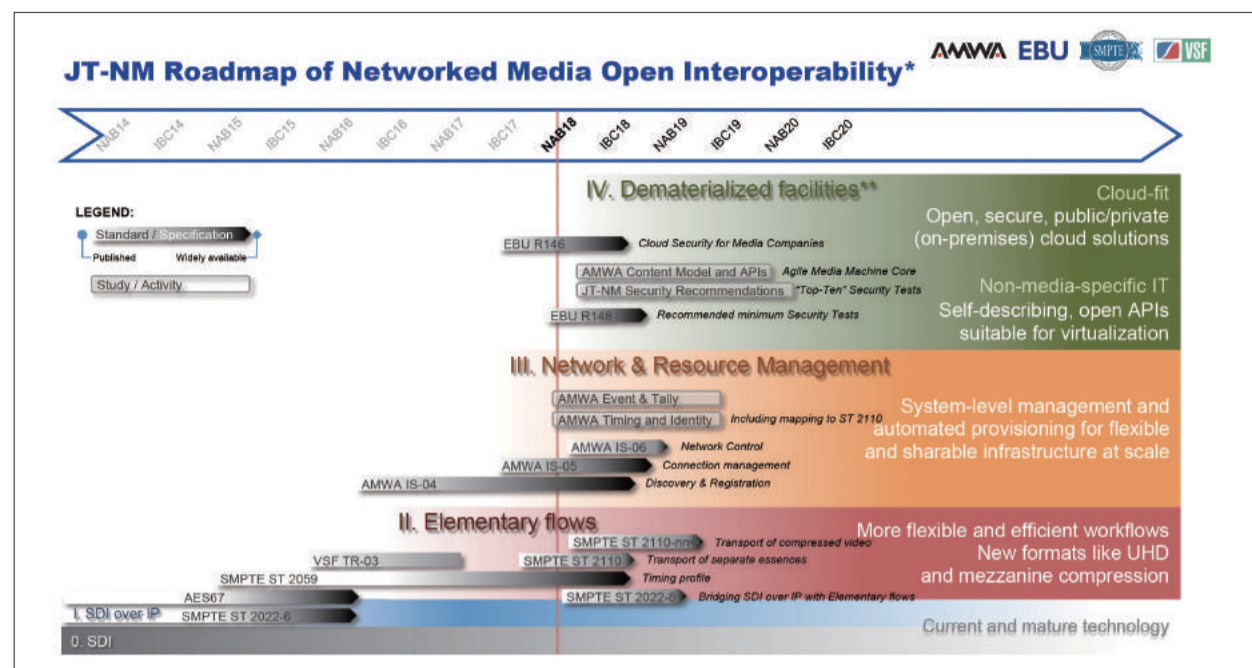 AMWA EBU SMPTE VSF
JT-NM Roadmap of Networked Media Open Interoperability*
NAB14 IBC14 NAB15 IBC15 NAB16 IBC16 NAB17 IBC17 NAB18 IBC18 NAB19 IBC19 NAB20 IBC20
IV. Dematerialized facilities**
Cloud-fit
Open, secure, public/private
(on-premises) cloud solutions
Non-media-specific IT
Self-describing, open APIs
suitable for virtualization
LEGEND:
Standard / Specification
Published Widely available
Study / Activity
EBU R146 Cloud Security for Media Companies
AMWA Content Model and APIs Agile Media Machine Core
JT-NM Security Recommendations "Top-Ten" Security Tests
EBU R148 Recommended minimum Security Tests
III. Network & Resource Management
AMWA Event & Tally
AMWA Timing and Identity Including mapping to ST 2110
AMWA IS-06 Network Control
AMWA IS-05 Connection management
AMWA IS-04 Discovery & Registration
System-level management and
automated provisioning for flexible
and sharable infrastructure at scale
II. Elementary flows
SMPTE ST 2110-nn Transport of compressed video
VSF TR-03 SMPTE ST 2110 Transport of separate essences
SMPTE ST 2059 Timing profile
AES67 SMPTE ST 2022-8 Bridging SDI over IP with Elementary flows
More flexible and efficient workflows
New formats like UHD
and mezzanine compression
I. SDI over IP SMPTE ST 2022-6
Current and mature technology
0. SDI